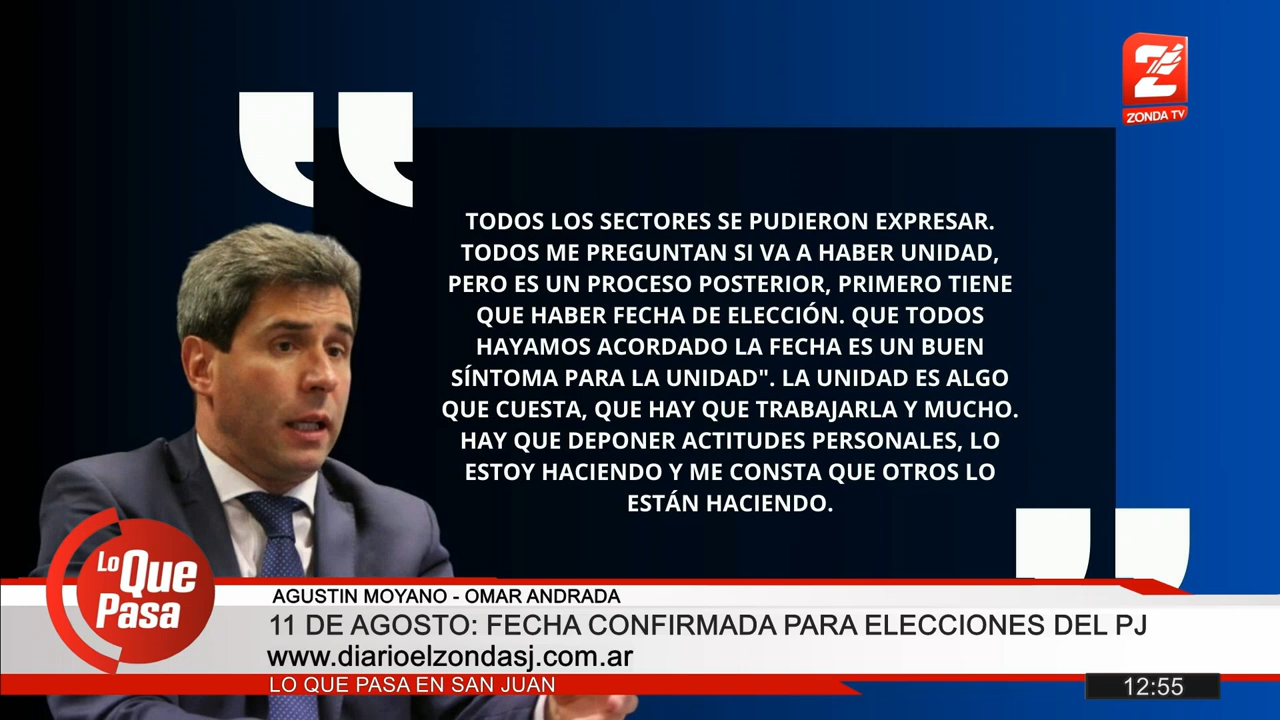 ZONDA TV
TODOS LOS SECTORES SE PUDIERON EXPRESAR.
TODOS ME PREGUNTAN SI VA A HABER UNIDAD,
PERO ES UN PROCESO POSTERIOR, PRIMERO TIENE
QUE HABER FECHA DE ELECCIÓN. QUE TODOS
HAYAMOS ACORDADO LA FECHA ES UN BUEN
SÍNTOMA PARA LA UNIDAD". LA UNIDAD ES ALGO
QUE CUESTA, QUE HAY QUE TRABAJARLA Y MUCHO.
HAY QUE DEPONER ACTITUDES PERSONALES, LO
ESTOY HACIENDO Y ME CONSTA QUE OTROS LO
ESTÁN HACIENDO.
Lo Que
Pasa
AGUSTIN MOYANO - OMAR ANDRADA
11 DE AGOSTO: FECHA CONFIRMADA PARA ELECCIONES DEL PJ
www.diarioelzondasj.com.ar
LO QUE PASA EN SAN JUAN
12:55